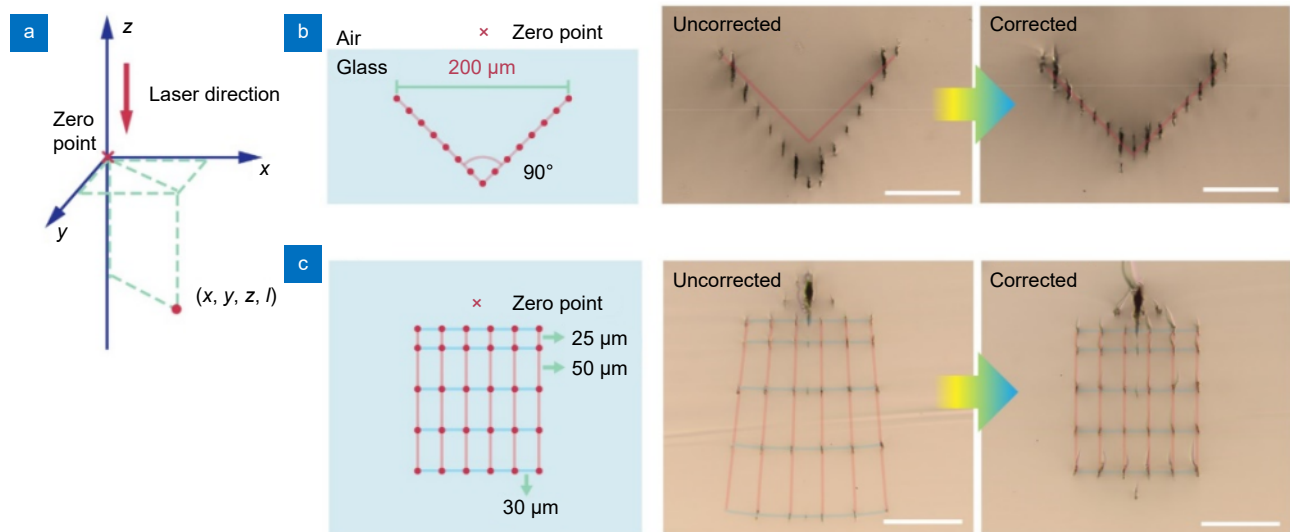 a
z
Laser direction
Zero
point
x
y
(x, y, z, I)
b
Air
× Zero point
Glass
200 μm
90°
Uncorrected
Corrected
c
× Zero point
25 μm
50 μm
30 μm
Uncorrected
Corrected